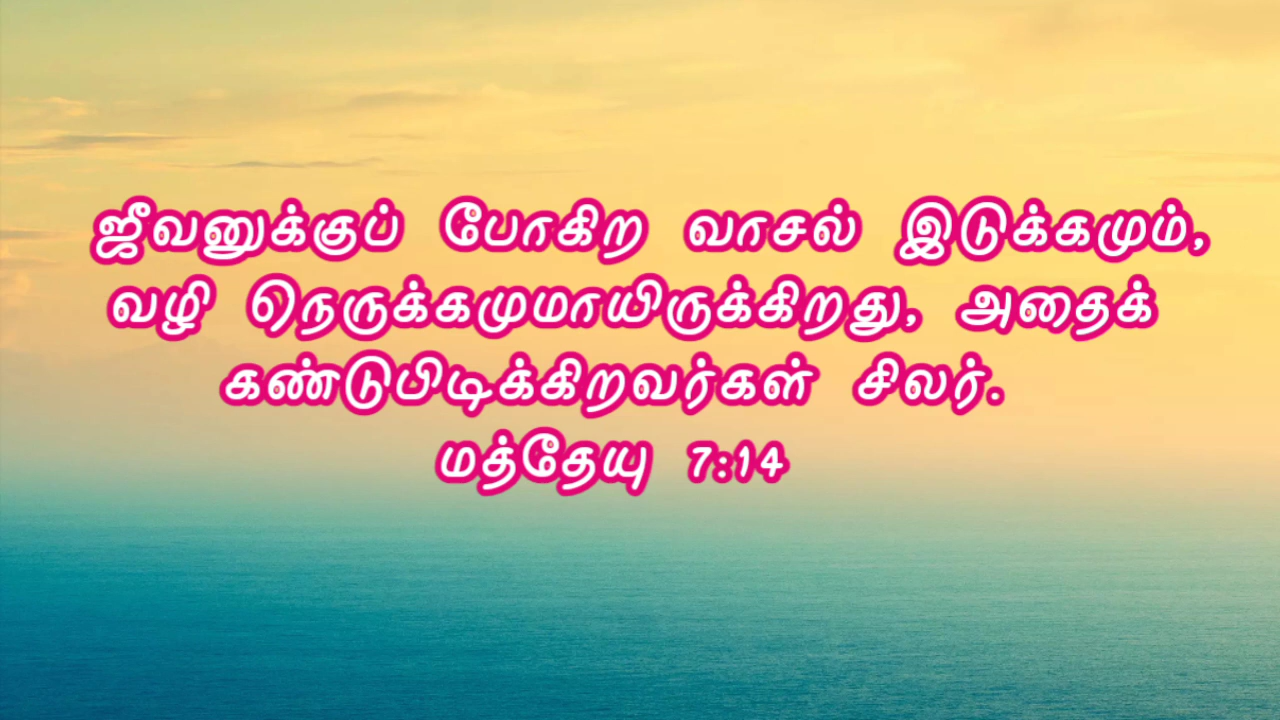 ஜீவனுக்குப் போகிற வாசல் இடுக்கமும்,
வழி நெருக்கமுமாயிருக்கிறது, அதைக்
கண்டுபிடிக்கிறவர்கள் சிலர்.
மத்தேயு 7:14